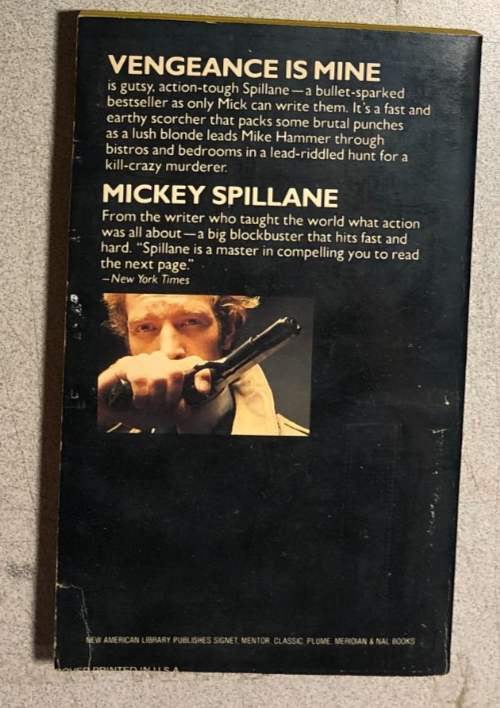 VENGEANCE IS MINE
is gutsy, action-tough Spillane—a bullet-sparked
bestseller as only Mick can write them. It's a fast and
earthy scorcher that packs some brutal punches
as a lush blonde leads Mike Hammer through
bistros and bedrooms in a lead-riddled hunt for a
kill-crazy murderer.
MICKEY SPILLANE
From the writer who taught the world what action
was all about—a big blockbuster that hits fast and
hard. “Spillane is a master in compelling you to read
the next page.”
—New York Times
NEW AMERICAN LIBRARY PUBLISHES SIGNET, MENTOR, CLASSIC, PLUME, MERIDIAN & NAL BOOKS
COVER PRINTED IN U.S.A.